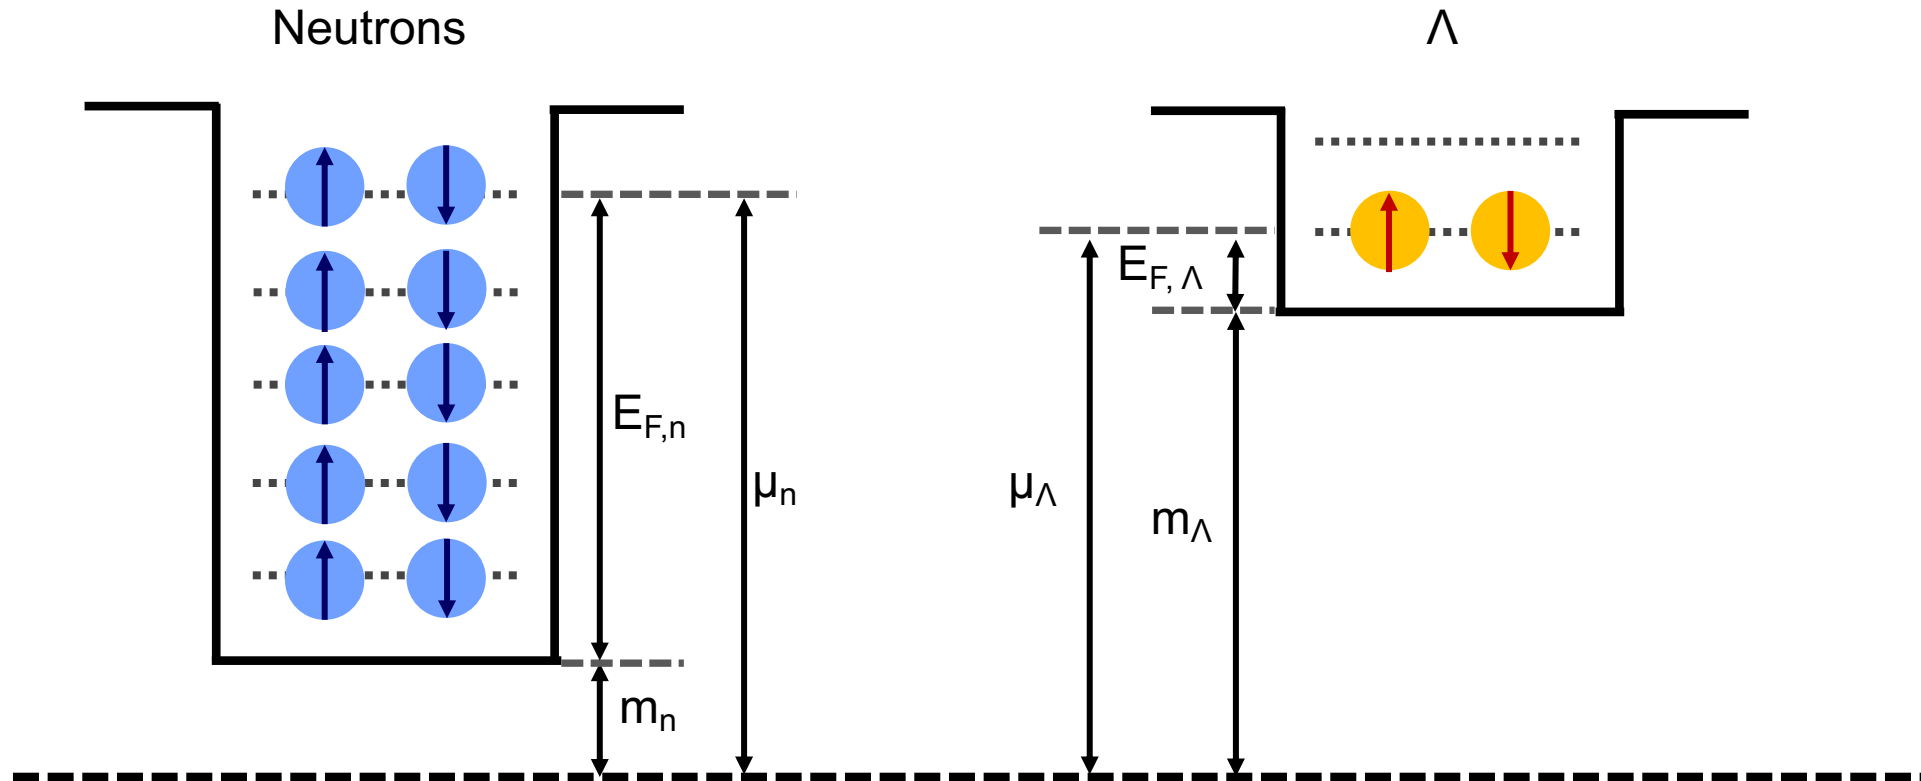 Neutrons
Λ
E_F, Λ
E_F,n
μ_n
μ_Λ
m_Λ
m_n